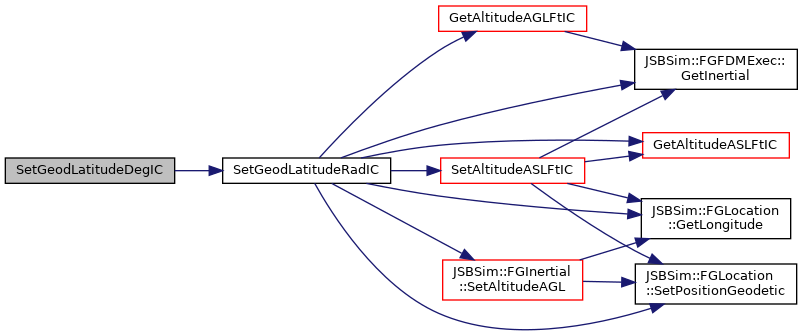 GetAltitudeAGLFtIC
JSBSim::FGFDMExec::
GetInertial
GetAltitudeASLFtIC
SetGeodLatitudeDegIC
SetGeodLatitudeRadIC
SetAltitudeASLFtIC
JSBSim::FGLocation
::GetLongitude
JSBSim::FGInertial
::SetAltitudeAGL
JSBSim::FGLocation
::SetPositionGeodetic